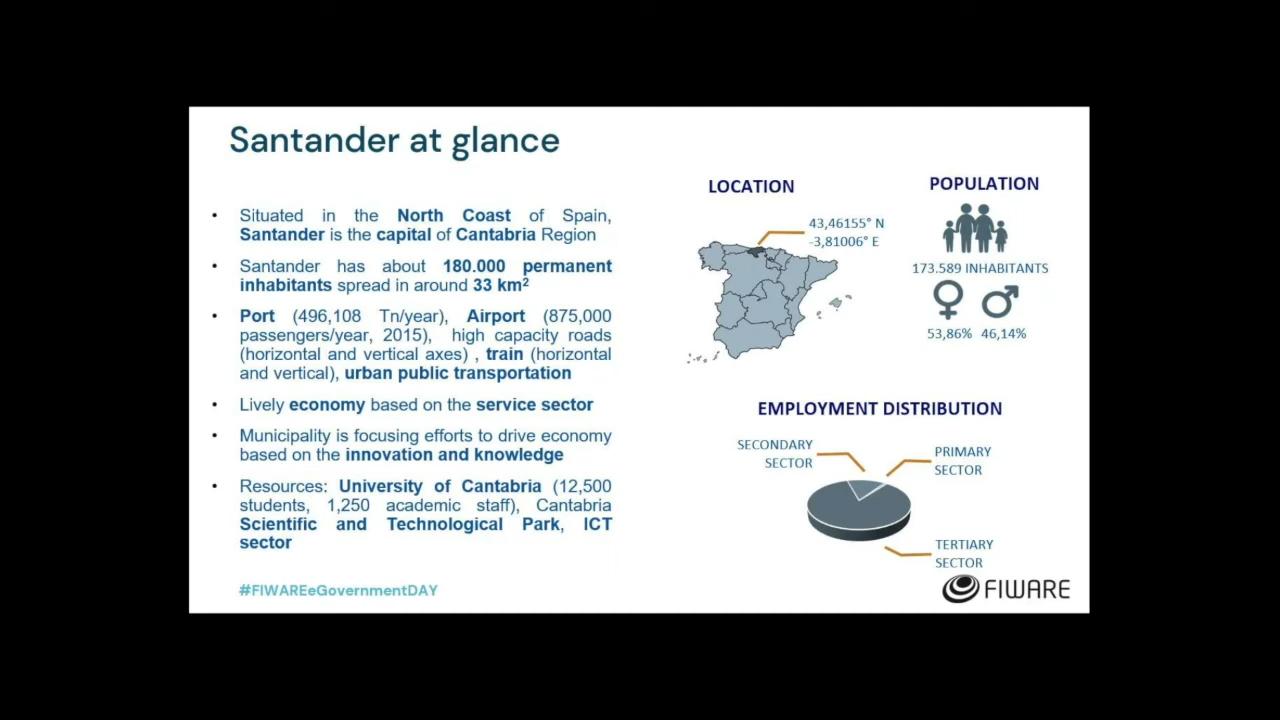 Santander at glance
• Situated in the North Coast of Spain,
Santander is the capital of Cantabria Region
• Santander has about 180.000 permanent
inhabitants spread in around 33 km²
• Port (496,108 Tn/year), Airport (875,000
passengers/year, 2015), high capacity roads
(horizontal and vertical axes) , train (horizontal
and vertical), urban public transportation
• Lively economy based on the service sector
• Municipality is focusing efforts to drive economy
based on the innovation and knowledge
• Resources: University of Cantabria (12,500
students, 1,250 academic staff), Cantabria
Scientific and Technological Park, ICT
sector
#FIWAREeGovernmentDAY
LOCATION
43,46155° N
-3,81006° E
POPULATION
173.589 INHABITANTS
53,86% 46,14%
EMPLOYMENT DISTRIBUTION
SECONDARY
SECTOR
PRIMARY
SECTOR
TERTIARY
SECTOR
FIWARE